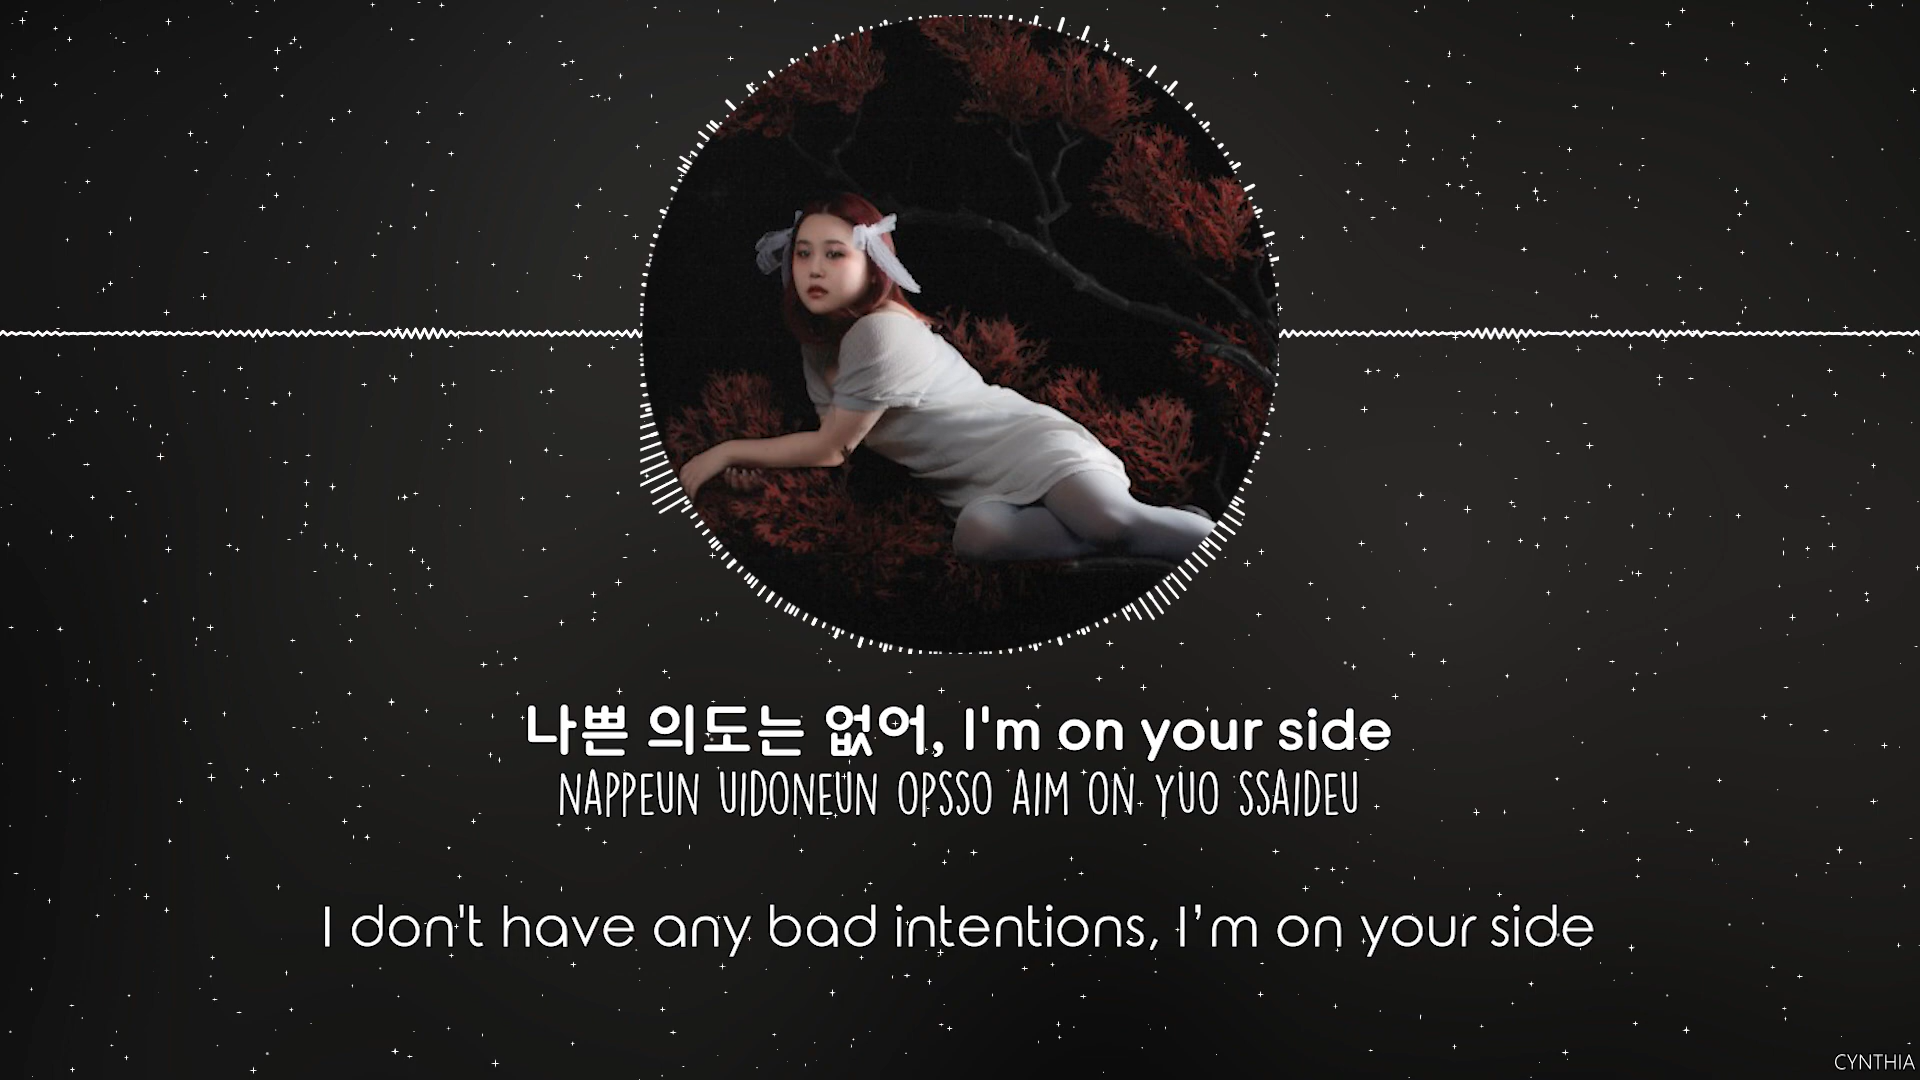 나쁜 의도는 없어, I'm on your side
NAPPEUN UIDONEUN OPSSO AIM ON YUO SSAIDEU
I don't have any bad intentions, I’m on your side
CYNTHIA